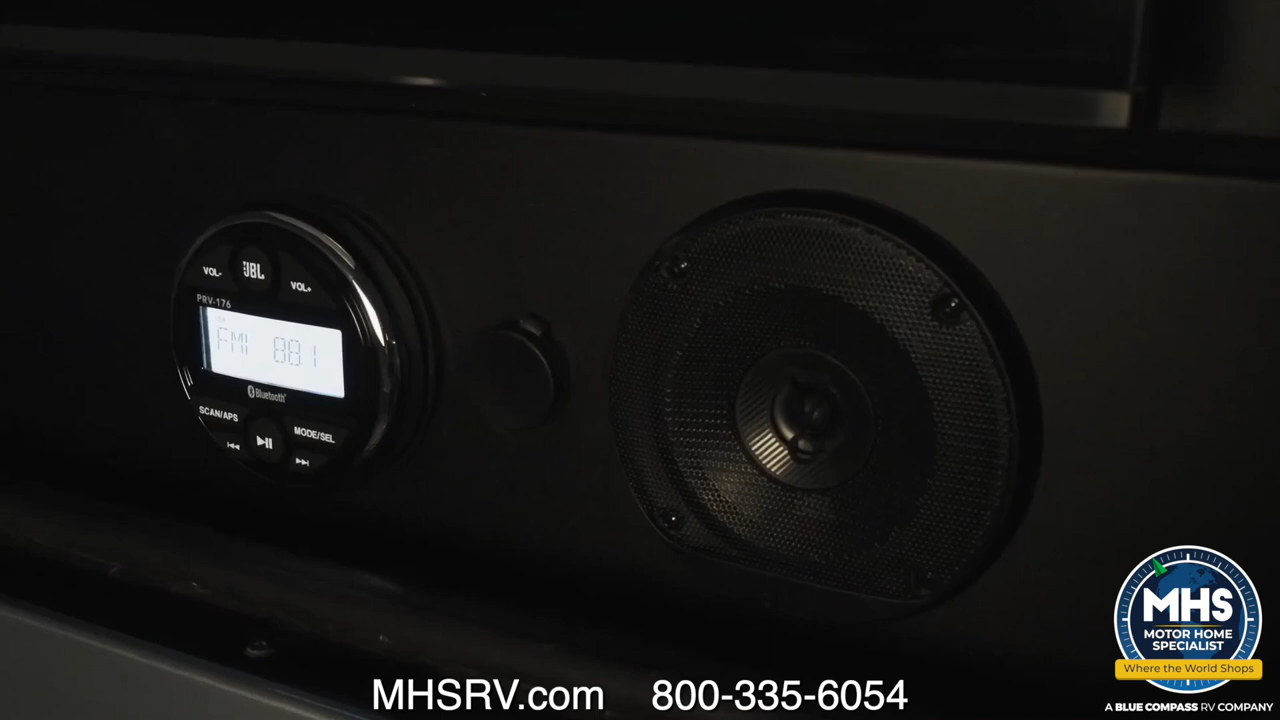 VOL-
JBL
VOL+
PRV-176
FM1 88.1
Bluetooth
SCAN/APS
MODE/SEL
MHS
MOTOR HOME
SPECIALIST
Where the World Shops
A BLUE COMPASS RV COMPANY
MHSRV.com 800-335-6054